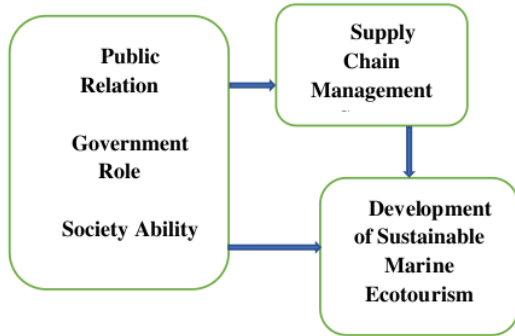 Public
Relation
Government
Role
Society Ability
Supply
Chain
Management
Development
of Sustainable
Marine
Ecotourism